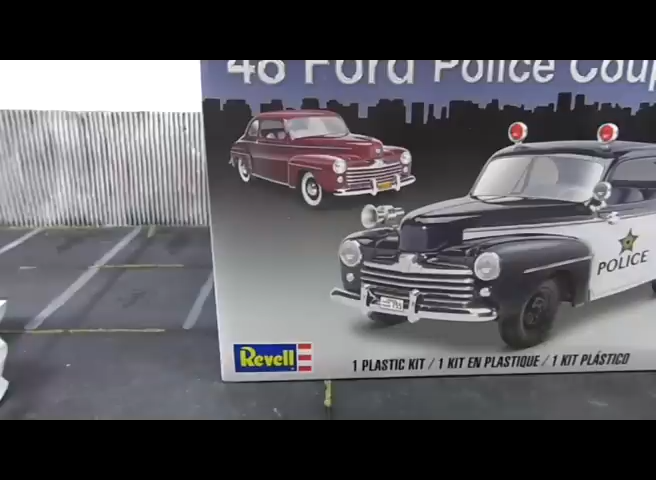 46 Ford Police Coup
POLICE
Revell
1 PLASTIC KIT / 1 KIT EN PLASTIQUE / 1 KIT PLÁSTICO